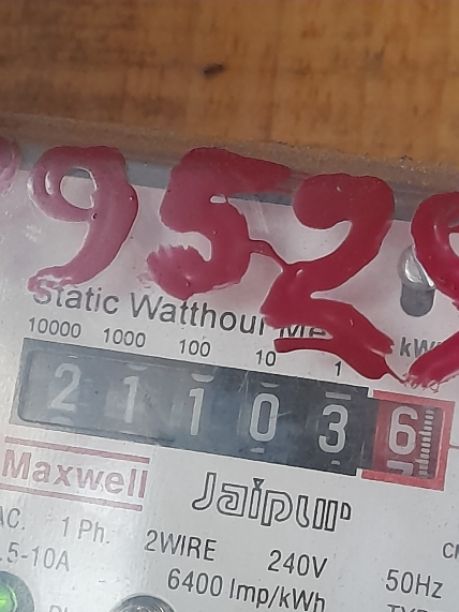 9529
Static Watthour Me
10000 1000 100 10 1 kW
2 1 1 0 3 6
Maxwell Jaipur
AC. 1 Ph. 2WIRE 240V 50Hz
.5-10A 6400 Imp/kWh